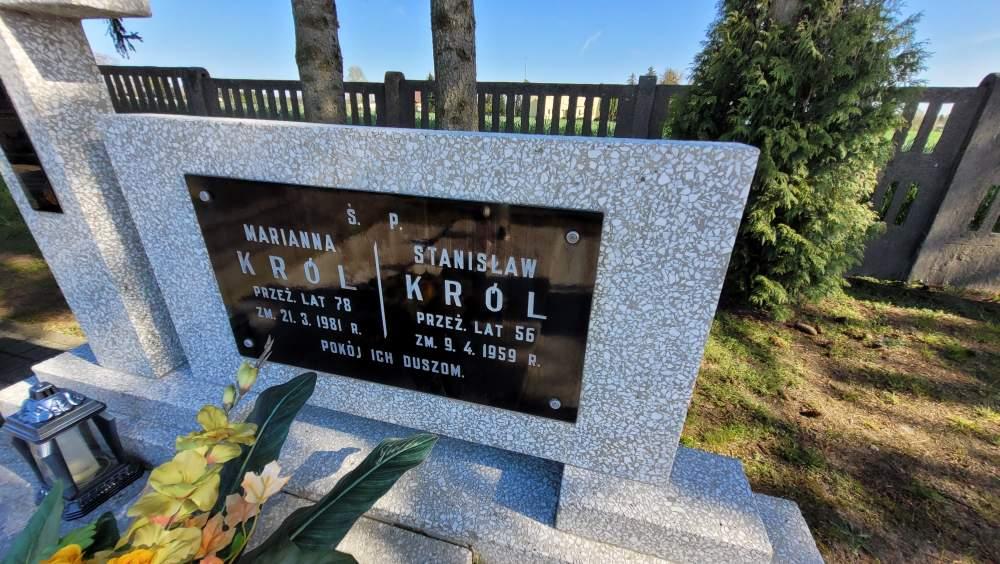 Ś. P.
MARIANNA
KRÓL
PRZEŻ. LAT 78
ZM. 21.3.1981 R.
STANISŁAW
KRÓL
PRZEŻ. LAT 56
ZM. 9.4.1959 R.
POKÓJ ICH DUSZOM.